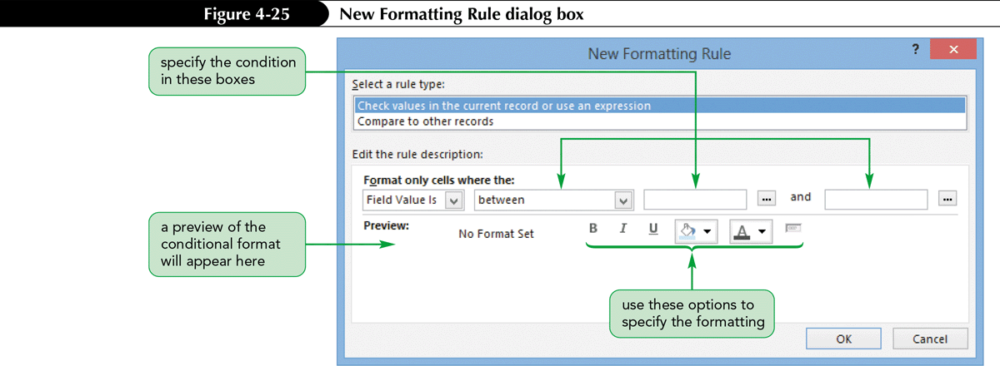 Figure 4-25 New Formatting Rule dialog box
specify the condition
in these boxes
New Formatting Rule
?
Select a rule type:
Check values in the current record or use an expression
Compare to other records
Edit the rule description:
Format only cells where the:
Field Value Is between ... and ...
a preview of the
conditional format
will appear here
Preview:
No Format Set
B I U A
use these options to
specify the formatting
OK Cancel